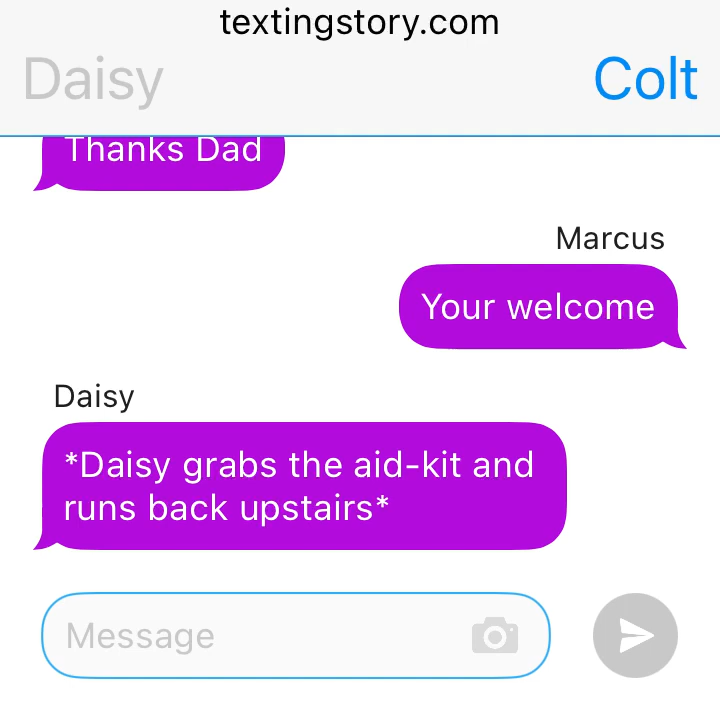 textingstory.com
Daisy
Colt
Thanks Dad
Marcus
Your welcome
Daisy
*Daisy grabs the aid-kit and
runs back upstairs*
Message